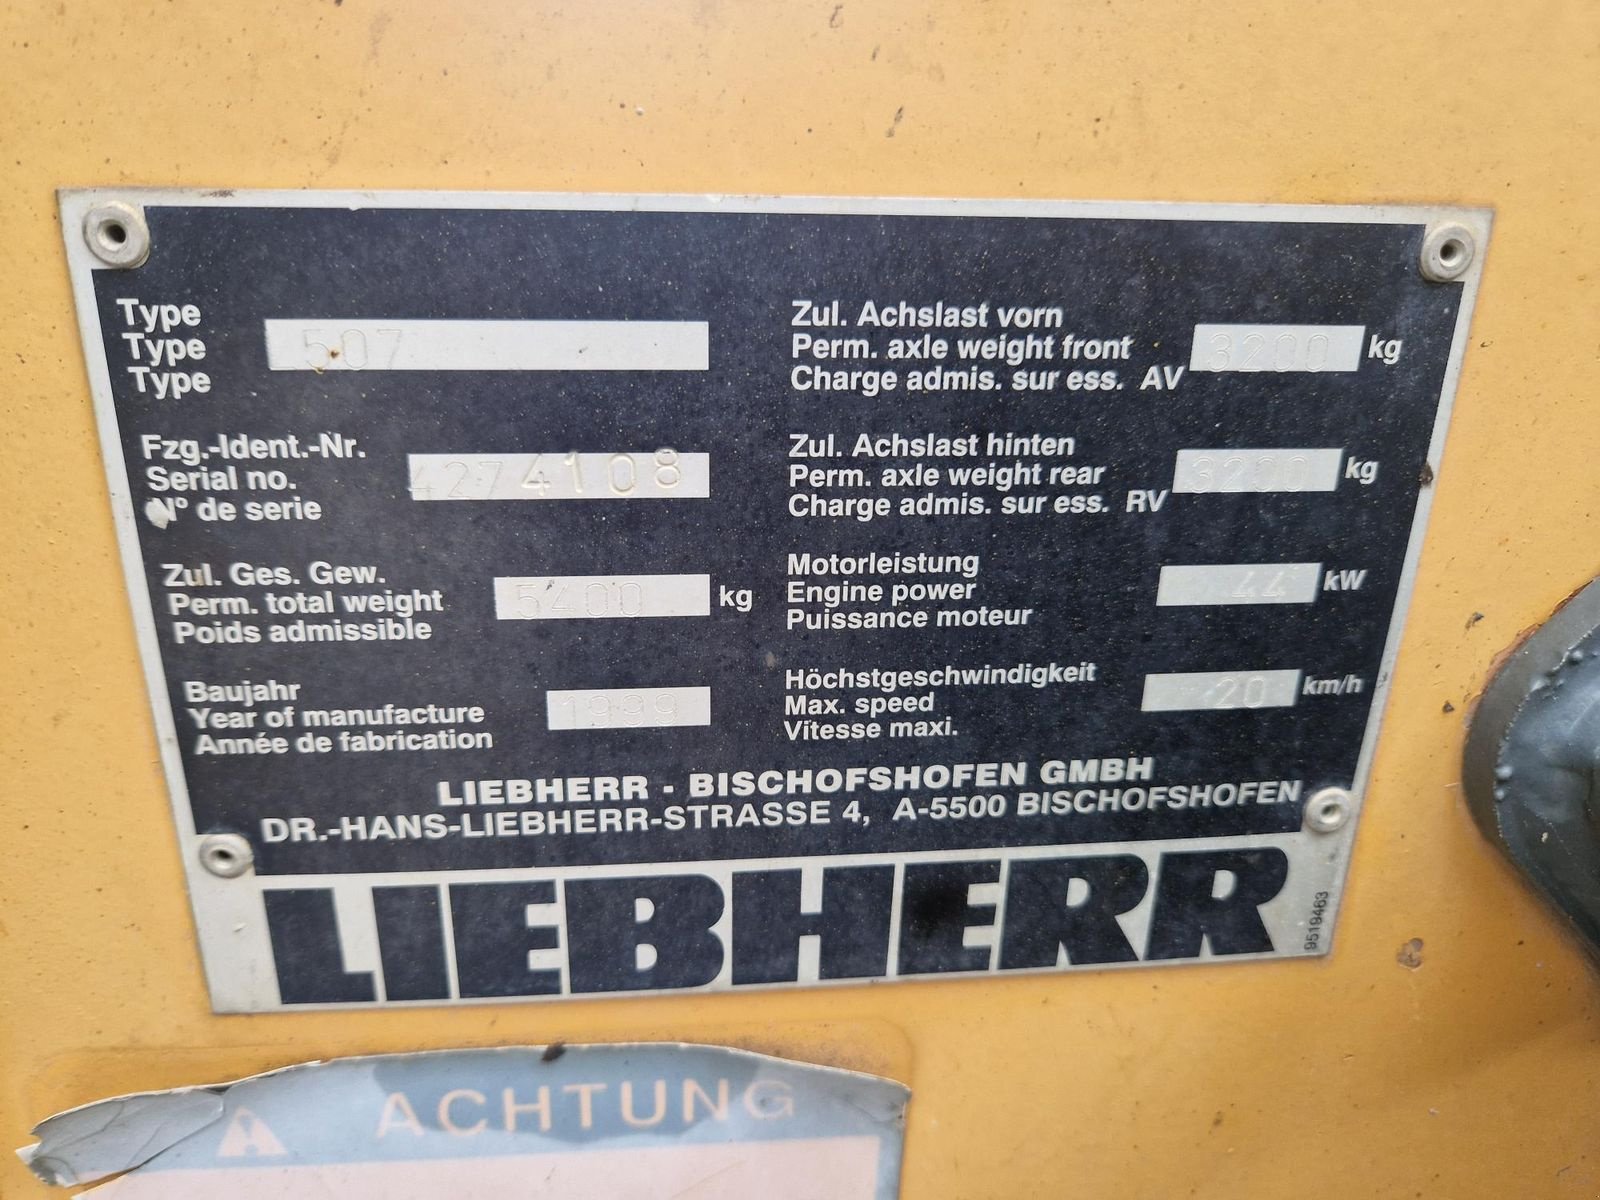 Type
Type
Type
507
Zul. Achslast vorn
Perm. axle weight front
Charge admis. sur ess. AV
3200 kg
Fzg.-Ident.-Nr.
Serial no.
N° de serie
4274108
Zul. Achslast hinten
Perm. axle weight rear
Charge admis. sur ess. RV
3200 kg
Zul. Ges. Gew.
Perm. total weight
Poids admissible
5400 kg
Motorleistung
Engine power
Puissance moteur
44 kW
Baujahr
Year of manufacture
Année de fabrication
1999
Höchstgeschwindigkeit
Max. speed
Vitesse maxi.
20 km/h
LIEBHERR - BISCHOFSHOFEN GMBH
DR.-HANS-LIEBHERR-STRASSE 4, A-5500 BISCHOFSHOFEN
LIEBHERR
9519463
ACHTUNG